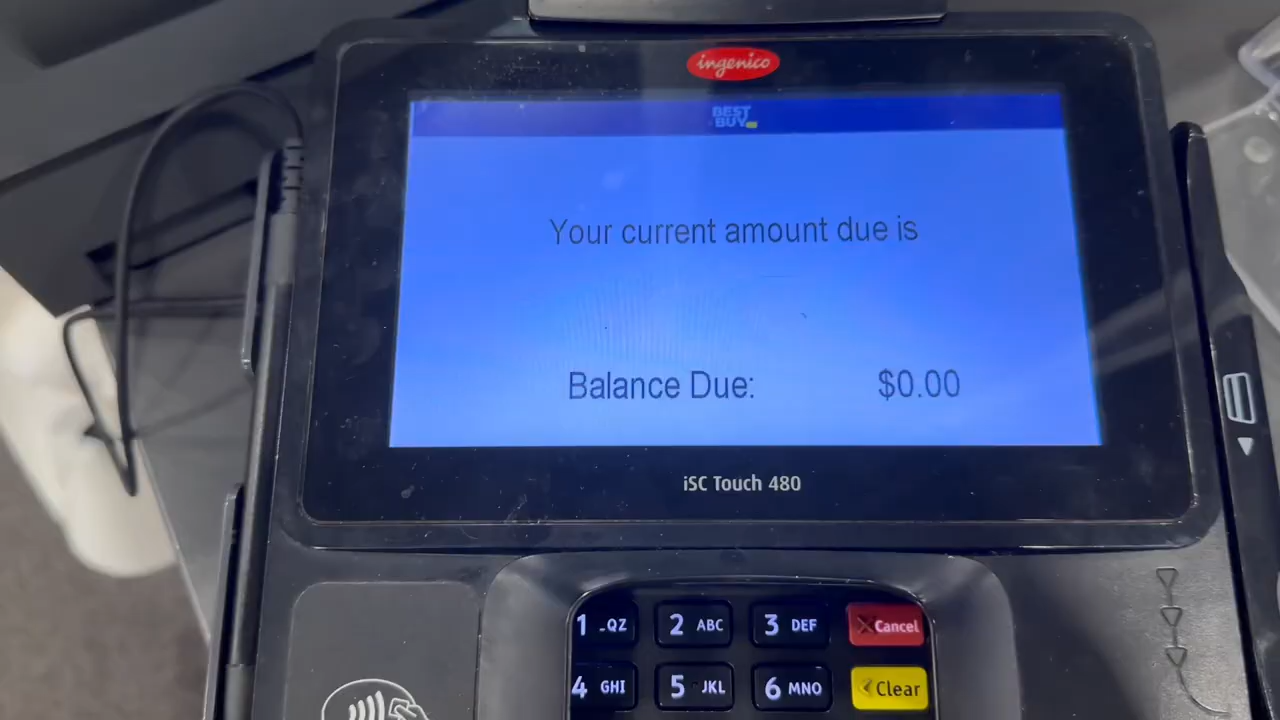 ingenico
BEST
BUY
Your current amount due is
Balance Due: $0.00
iSC Touch 480
1 -QZ 2 ABC 3 DEF Cancel
4 GHI 5 JKL 6 MNO Clear